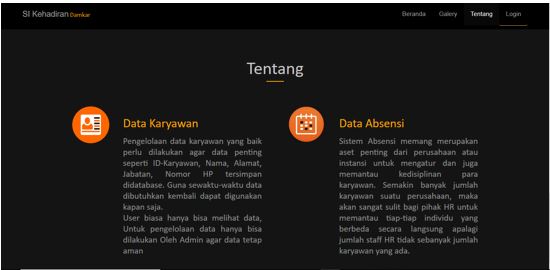 SI Kehadiran Damkar
Beranda Galery Tentang Login
Tentang
Data Karyawan
Pengelolaan data karyawan yang baik
perlu dilakukan agar data penting
seperti ID-Karyawan, Nama, Alamat,
Jabatan, Nomor HP tersimpan
didatabase. Guna sewaktu-waktu data
dibutuhkan kembali dapat digunakan
kapan saja.
User biasa hanya bisa melihat data,
Untuk pengelolaan data hanya bisa
dilakukan Oleh Admin agar data tetap
aman
Data Absensi
Sistem Absensi memang merupakan
aset penting dari perusahaan atau
instansi untuk mengatur dan juga
memantau kedisiplinan para
karyawan. Semakin banyak jumlah
karyawan suatu perusahaan, maka
akan sangat sulit bagi pihak HR untuk
memantau tiap-tiap individu yang
berbeda secara langsung apalagi
jumlah staff HR tidak sebanyak jumlah
karyawan yang ada.